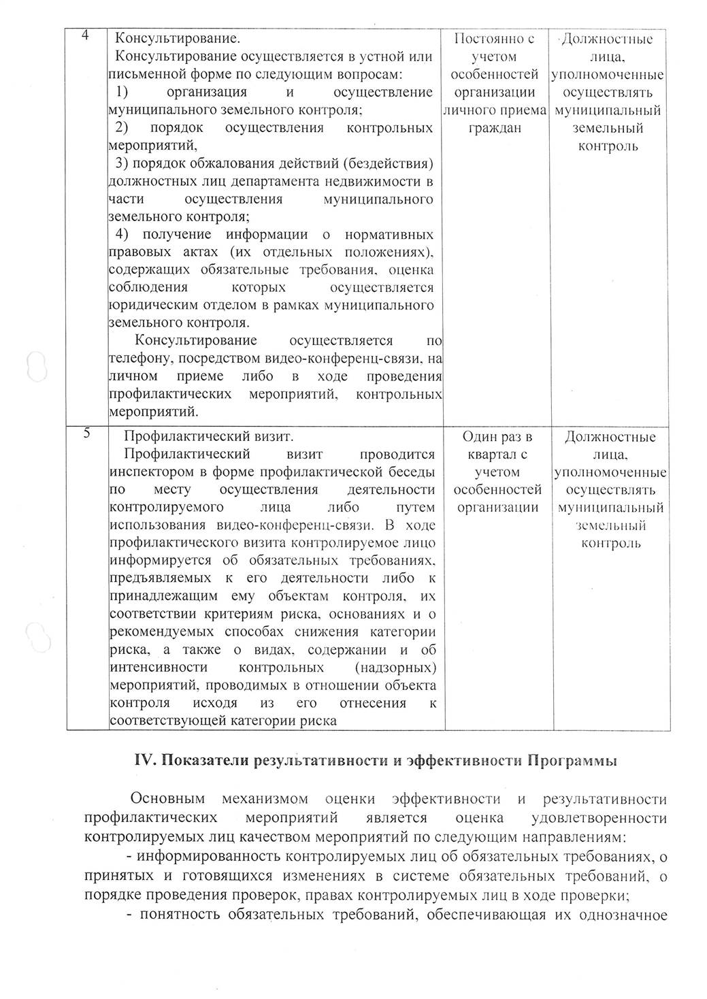 4
Консультирование.
Консультирование осуществляется в устной или
письменной форме по следующим вопросам:
1) организация и осуществление
муниципального земельного контроля;
2) порядок осуществления контрольных
мероприятий,
3) порядок обжалования действий (бездействия)
должностных лиц департамента недвижимости в
части осуществления муниципального
земельного контроля;
4) получение информации о нормативных
правовых актах (их отдельных положениях),
содержащих обязательные требования, оценка
соблюдения которых осуществляется
юридическим отделом в рамках муниципального
земельного контроля.
Консультирование осуществляется по
телефону, посредством видео-конференц-связи, на
личном приеме либо в ходе проведения
профилактических мероприятий, контрольных
мероприятий.
Постоянно с
учетом
особенностей
организации
личного приема
граждан
Должностные
лица,
уполномоченные
осуществлять
муниципальный
земельный
контроль
5
Профилактический визит.
Профилактический визит проводится
инспектором в форме профилактической беседы
по месту осуществления деятельности
контролируемого лица либо путем
использования видео-конференц-связи. В ходе
профилактического визита контролируемое лицо
информируется об обязательных требованиях,
предъявляемых к его деятельности либо к
принадлежащим ему объектам контроля, их
соответствии критериям риска, основаниях и о
рекомендуемых способах снижения категории
риска, а также о видах, содержании и об
интенсивности контрольных (надзорных)
мероприятий, проводимых в отношении объекта
контроля исходя из его отнесения к
соответствующей категории риска
Один раз в
квартал с
учетом
особенностей
организации
Должностные
лица,
уполномоченные
осуществлять
муниципальный
земельный
контроль
IV. Показатели результативности и эффективности Программы
Основным механизмом оценки эффективности и результативности
профилактических мероприятий является оценка удовлетворенности
контролируемых лиц качеством мероприятий по следующим направлениям:
- информированность контролируемых лиц об обязательных требованиях, о
принятых и готовящихся изменениях в системе обязательных требований, о
порядке проведения проверок, правах контролируемых лиц в ходе проверки;
- понятность обязательных требований, обеспечивающая их однозначное